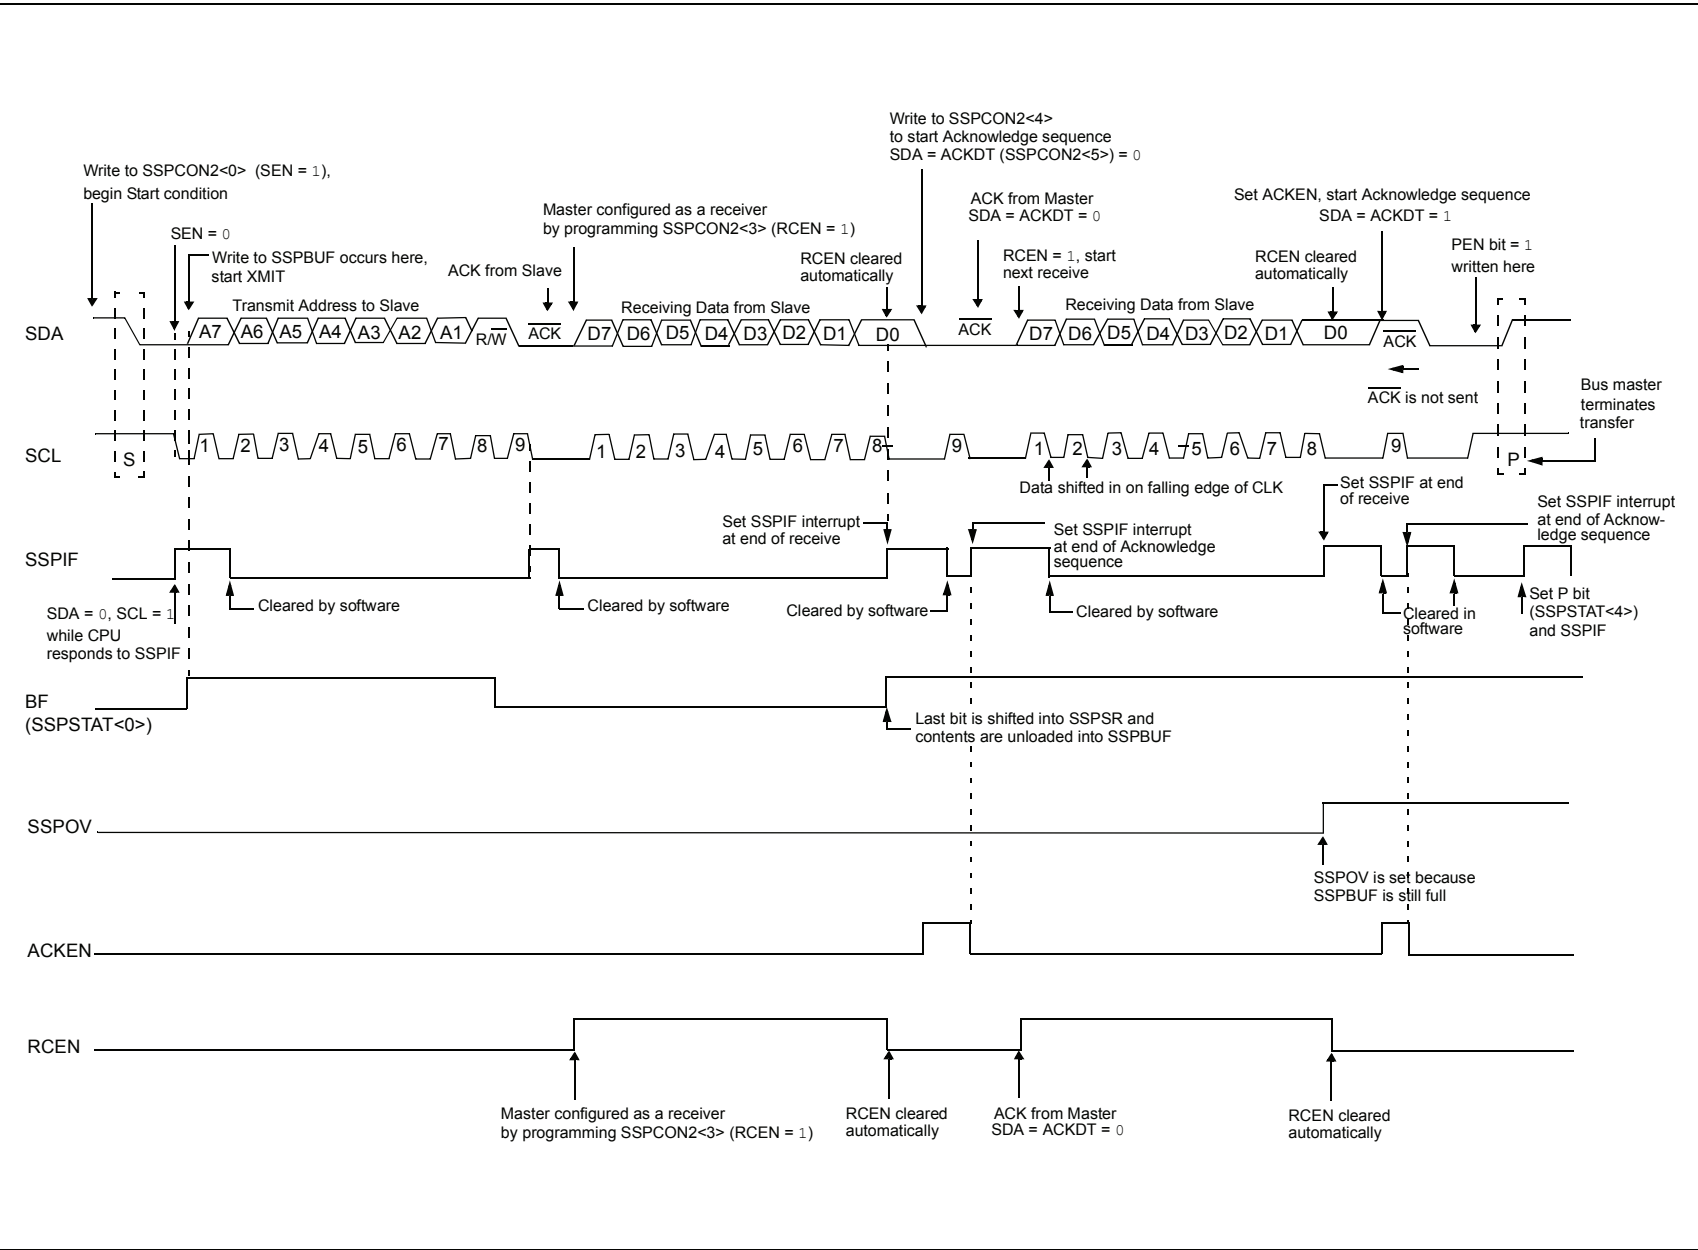 Write to SSPCON2<4>
to start Acknowledge sequence
SDA = ACKDT (SSPCON2<5>) = 0
Write to SSPCON2<0> (SEN = 1),
begin Start condition
ACK from Master
SDA = ACKDT = 0
Set ACKEN, start Acknowledge sequence
SDA = ACKDT = 1
Master configured as a receiver
by programming SSPCON2<3> (RCEN = 1)
SEN = 0
Write to SSPBUF occurs here,
start XMIT
ACK from Slave
RCEN cleared
automatically
RCEN = 1, start
next receive
RCEN cleared
automatically
PEN bit = 1
written here
Transmit Address to Slave
Receiving Data from Slave
Receiving Data from Slave
SDA
A7 A6 A5 A4 A3 A2 A1 R/W ACK D7 D6 D5 D4 D3 D2 D1 D0 ACK D7 D6 D5 D4 D3 D2 D1 D0 ACK
ACK is not sent
Bus master
terminates
transfer
SCL
S 1 2 3 4 5 6 7 8 9 1 2 3 4 5 6 7 8 9 1 2 3 4 5 6 7 8 9 P
Data shifted in on falling edge of CLK
Set SSPIF interrupt
at end of receive
Set SSPIF interrupt
at end of Acknowledge
sequence
Set SSPIF at end
of receive
Set SSPIF interrupt
at end of Acknow-
ledge sequence
SSPIF
SDA = 0, SCL = 1
while CPU
responds to SSPIF
Cleared by software
Cleared by software
Cleared by software
Cleared by software
Cleared in
software
Set P bit
(SSPSTAT<4>)
and SSPIF
BF
(SSPSTAT<0>)
Last bit is shifted into SSPSR and
contents are unloaded into SSPBUF
SSPOV
SSPOV is set because
SSPBUF is still full
ACKEN
RCEN
Master configured as a receiver
by programming SSPCON2<3> (RCEN = 1)
RCEN cleared
automatically
ACK from Master
SDA = ACKDT = 0
RCEN cleared
automatically